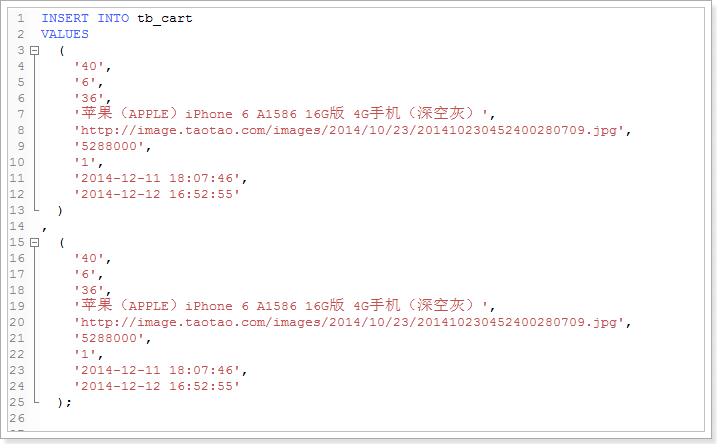 1 INSERT INTO tb_cart
2 VALUES
3 (
4 '40',
5 '6',
6 '36',
7 '苹果（APPLE）iPhone 6 A1586 16G版 4G手机（深空灰）',
8 'http://image.taotao.com/images/2014/10/23/2014102304524002807​09.jpg',
9 '5288000',
10 '1',
11 '2014-12-11 18:07:46',
12 '2014-12-12 16:52:55'
13 )
14 ,
15 (
16 '40',
17 '6',
18 '36',
19 '苹果（APPLE）iPhone 6 A1586 16G版 4G手机（深空灰）',
20 'http://image.taotao.com/images/2014/10/23/201410230452400280709.jpg',
21 '5288000',
22 '1',
23 '2014-12-11 18:07:46',
24 '2014-12-12 16:52:55'
25 );
26